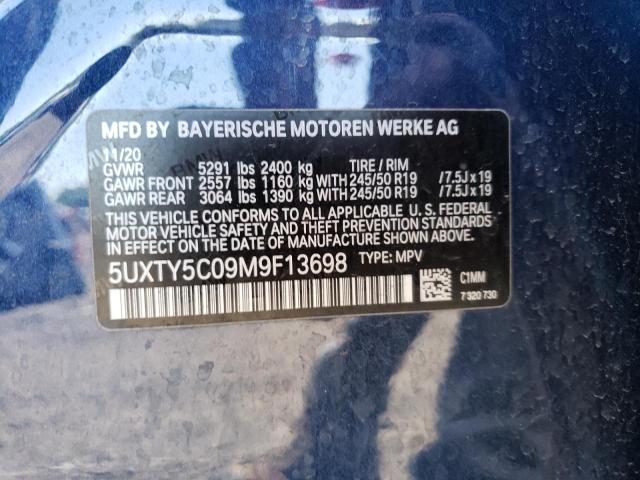 MFD BY BAYERISCHE MOTOREN WERKE AG
11/20
GVWR 5291 lbs 2400 kg TIRE / RIM
GAWR FRONT 2557 lbs 1160 kg WITH 245/50 R19 /7.5J x 19
GAWR REAR 3064 lbs 1390 kg WITH 245/50 R19 /7.5J x 19
THIS VEHICLE CONFORMS TO ALL APPLICABLE U. S. FEDERAL
MOTOR VEHICLE SAFETY AND THEFT PREVENTION STANDARDS
IN EFFECT ON THE DATE OF MANUFACTURE SHOWN ABOVE.
5UXTY5C09M9F13698 TYPE: MPV
C1MM
7 920 730